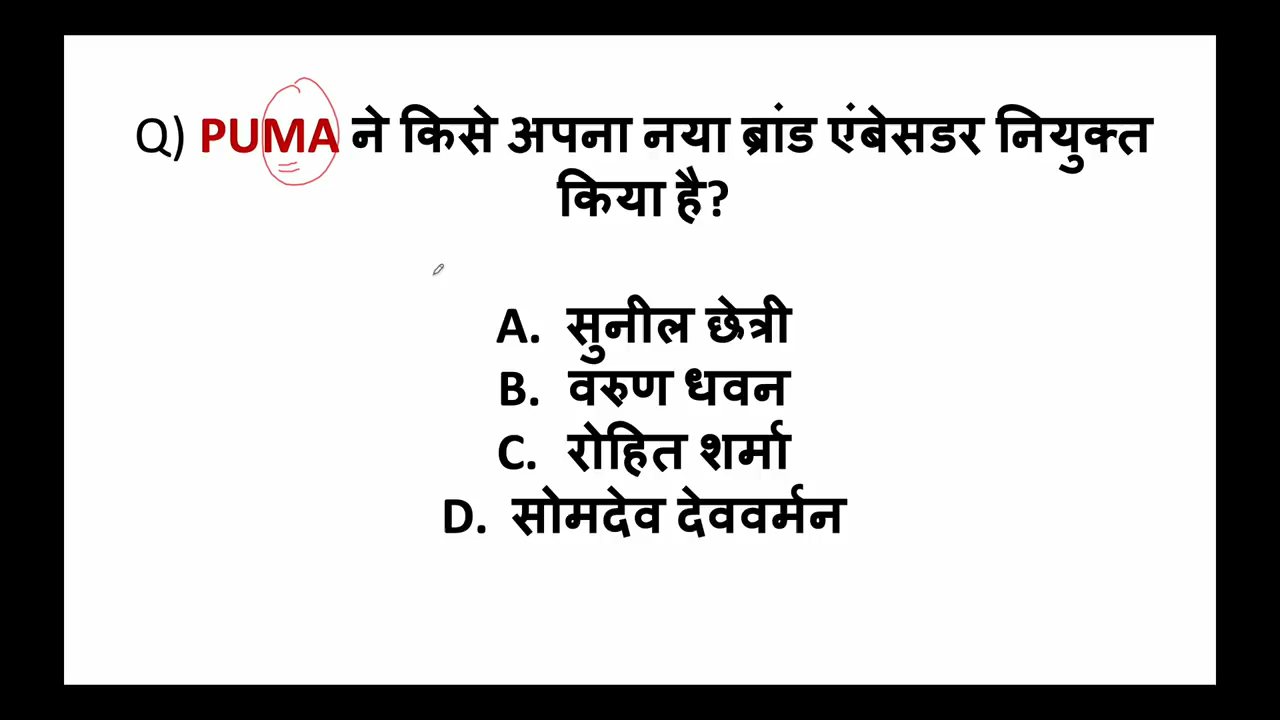 Q) PUMA ने किसे अपना नया ब्रांड एंबेसडर नियुक्त
किया है?
A. सुनील छेत्री
B. वरुण धवन
C. रोहित शर्मा
D. सोमदेव देववर्मन